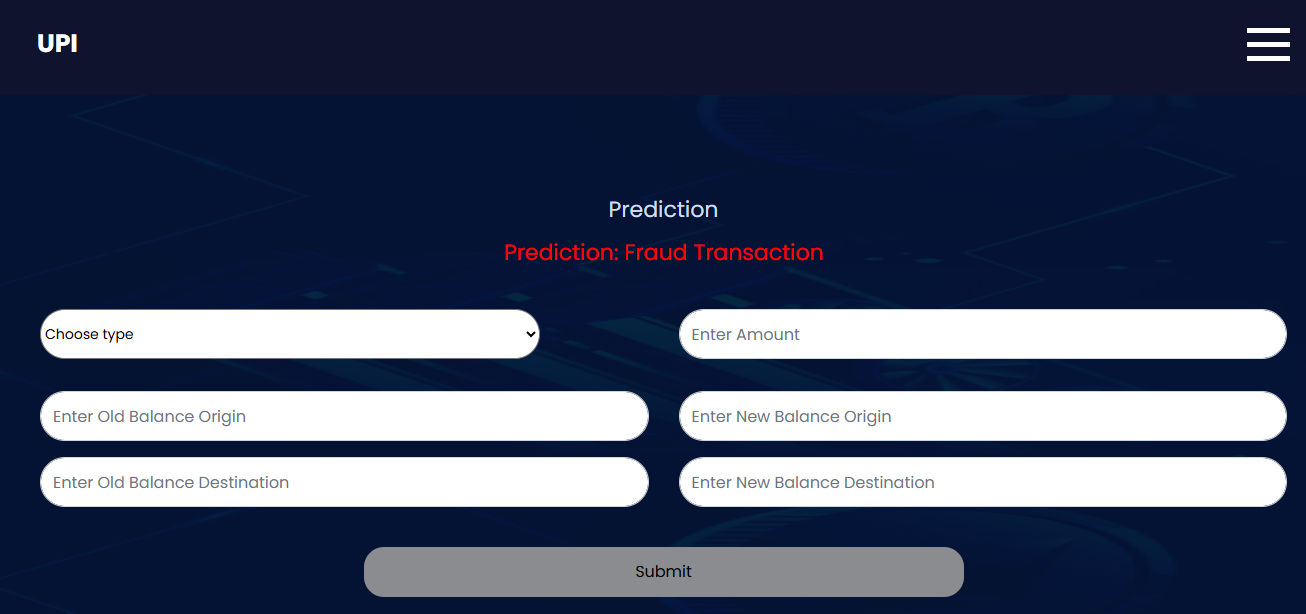 UPI
Prediction
Prediction: Fraud Transaction
Choose type
Enter Amount
Enter Old Balance Origin
Enter New Balance Origin
Enter Old Balance Destination
Enter New Balance Destination
Submit